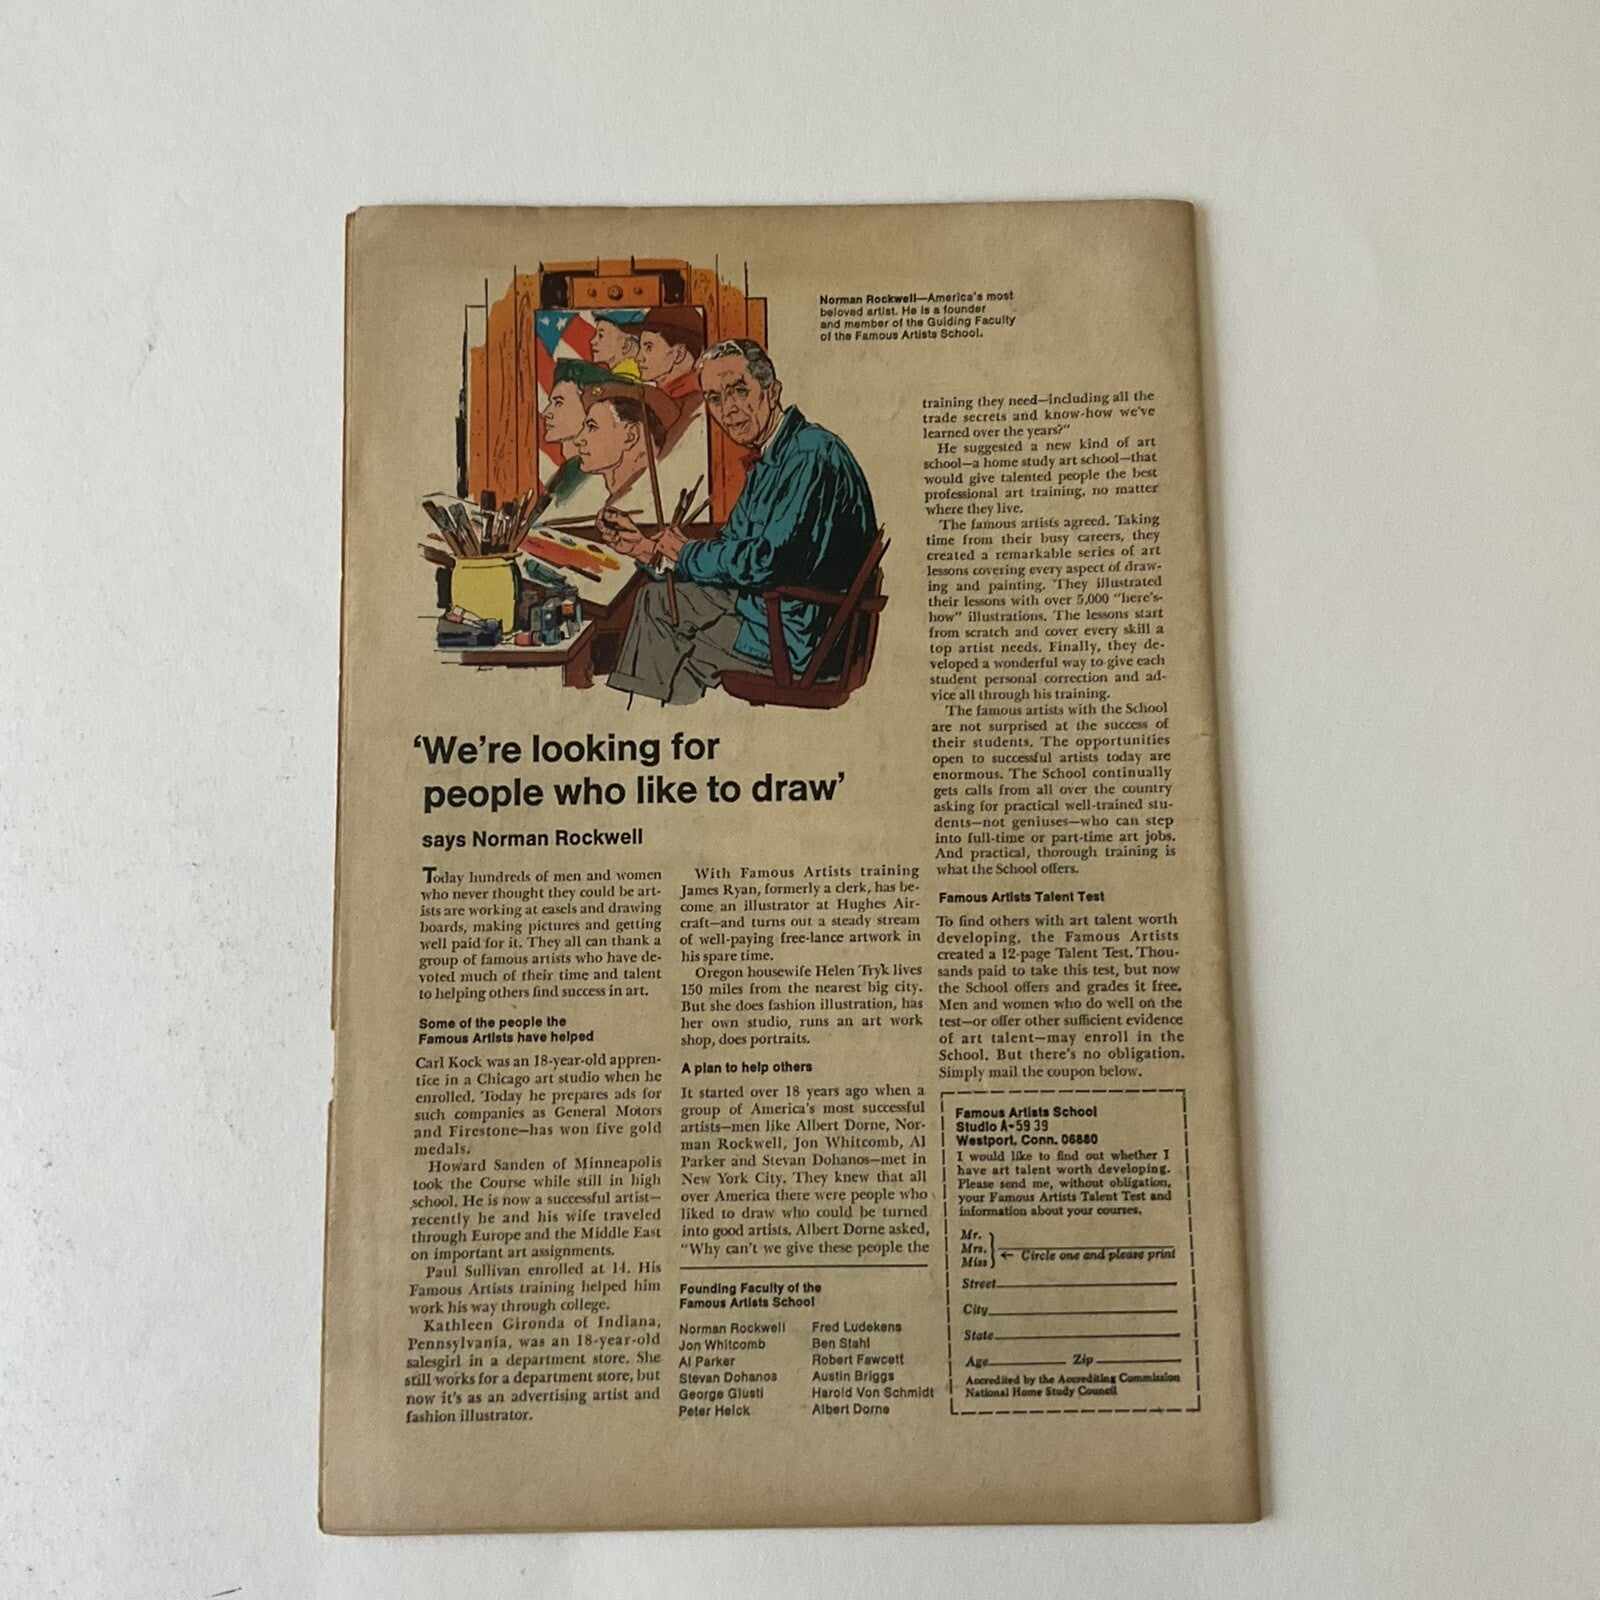 Norman Rockwell—America's most
beloved artist. He is a founder
and member of the Guiding Faculty
of the Famous Artists School.
'We're looking for
people who like to draw'
says Norman Rockwell
Today hundreds of men and women
who never thought they could be art-
ists are working at easels and drawing
boards, making pictures and getting
well paid for it. They all can thank a
group of famous artists who have de-
voted much of their time and talent
to helping others find success in art.
Some of the people the
Famous Artists have helped
Carl Kock was an 18-year-old appren-
tice in a Chicago art studio when he
enrolled. Today he prepares ads for
such companies as General Motors
and Firestone—has won five gold
medals.
Howard Sanden of Minneapolis
took the Course while still in high
school. He is now a successful artist—
recently he and his wife traveled
through Europe and the Middle East
on important art assignments.
Paul Sullivan enrolled at 14. His
Famous Artists training helped him
work his way through college.
Kathleen Gironda of Indiana,
Pennsylvania, was an 18-year-old
salesgirl in a department store. She
still works for a department store, but
now it's as an advertising artist and
fashion illustrator.
With Famous Artists training
James Ryan, formerly a clerk, has be-
come an illustrator at Hughes Air-
craft—and turns out a steady stream
of well-paying free-lance artwork in
his spare time.
Oregon housewife Helen Tryk lives
150 miles from the nearest big city.
But she does fashion illustration, has
her own studio, runs an art work
shop, does portraits.
A plan to help others
It started over 18 years ago when a
group of America's most successful
artists—men like Albert Dorne, Nor-
man Rockwell, Jon Whitcomb, Al
Parker and Stevan Dohanos—met in
New York City. They knew that all
over America there were people who
liked to draw who could be turned
into good artists. Albert Dorne asked,
"Why can't we give these people the
Founding Faculty of the
Famous Artists School
Norman Rockwell
Jon Whitcomb
Al Parker
Stevan Dohanos
George Giusti
Peter Helck
Fred Ludekens
Ben Stahl
Robert Fawcett
Austin Briggs
Harold Von Schmidt
Albert Dorne
training they need—including all the
trade secrets and know-how we've
learned over the years?"
He suggested a new kind of art
school—a home study art school—that
would give talented people the best
professional art training, no matter
where they live.
The famous artists agreed. Taking
time from their busy careers, they
created a remarkable series of art
lessons covering every aspect of draw-
ing and painting. They illustrated
their lessons with over 5,000 "here's-
how" illustrations. The lessons start
from scratch and cover every skill a
top artist needs. Finally, they de-
veloped a wonderful way to give each
student personal correction and ad-
vice all through his training.
The famous artists with the School
are not surprised at the success of
their students. The opportunities
open to successful artists today are
enormous. The School continually
gets calls from all over the country
asking for practical well-trained stu-
dents—not geniuses—who can step
into full-time or part-time art jobs.
And practical, thorough training is
what the School offers.
Famous Artists Talent Test
To find others with art talent worth
developing, the Famous Artists
created a 12-page Talent Test. Thou-
sands paid to take this test, but now
the School offers and grades it free.
Men and women who do well on the
test—or offer other sufficient evidence
of art talent—may enroll in the
School. But there's no obligation.
Simply mail the coupon below.
Famous Artists School
Studio A-5939
Westport, Conn. 06880
I would like to find out whether I
have art talent worth developing.
Please send me, without obligation,
your Famous Artists Talent Test and
information about your courses.
Mr.
Mrs.
Miss
← Circle one and please print
Street
City
State
Age Zip
Accredited by the Accrediting Commission
National Home Study Council